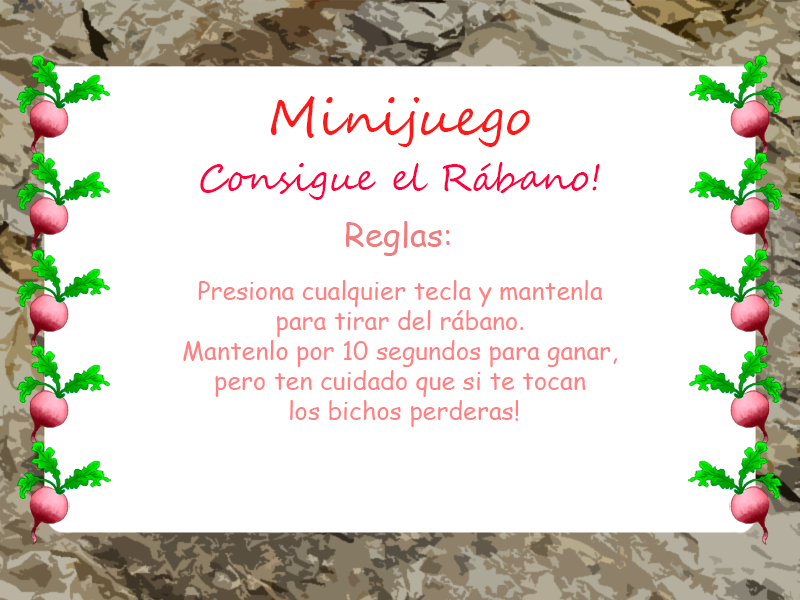 Minijuego
Consigue el Rábano!
Reglas:
Presiona cualquier tecla y mantenla
para tirar del rábano.
Mantenlo por 10 segundos para ganar,
pero ten cuidado que si te tocan
los bichos perderas!